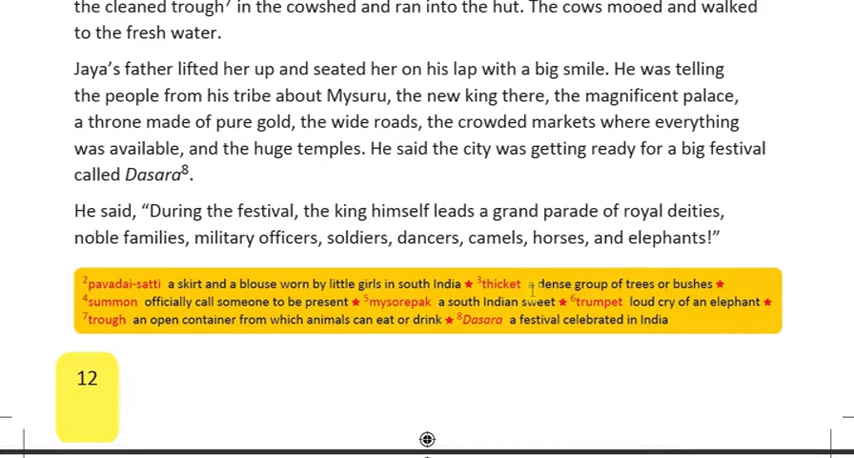 the cleaned trough⁷ in the cowshed and ran into the hut. The cows mooed and walked
to the fresh water.
Jaya’s father lifted her up and seated her on his lap with a big smile. He was telling
the people from his tribe about Mysuru, the new king there, the magnificent palace,
a throne made of pure gold, the wide roads, the crowded markets where everything
was available, and the huge temples. He said the city was getting ready for a big festival
called Dasara⁸.
He said, “During the festival, the king himself leads a grand parade of royal deities,
noble families, military officers, soldiers, dancers, camels, horses, and elephants!”
²pavadai-satti a skirt and a blouse worn by little girls in south India ★ ³thicket a dense group of trees or bushes ★
⁴summon officially call someone to be present ★ ⁵mysorepak a south Indian sweet ★ ⁶trumpet loud cry of an elephant ★
⁷trough an open container from which animals can eat or drink ★ ⁸Dasara a festival celebrated in India
12